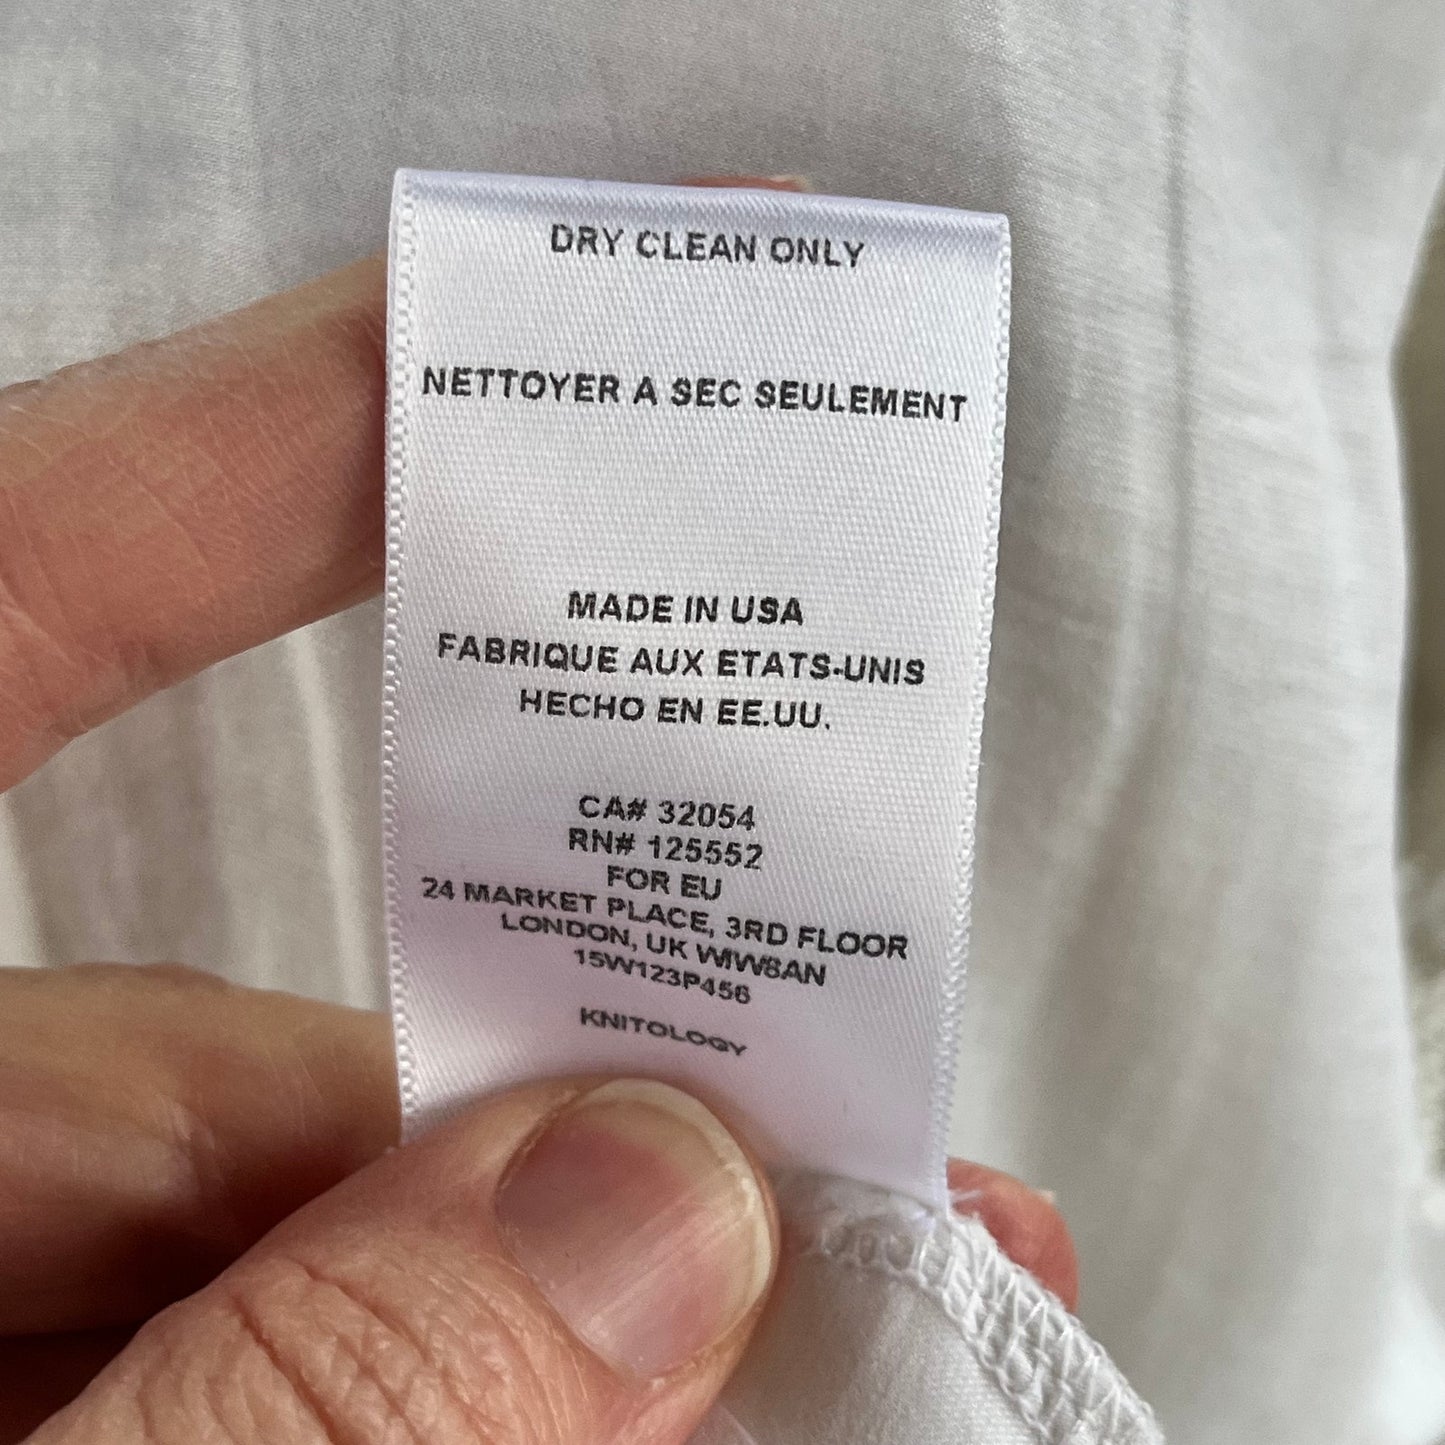 DRY CLEAN ONLY
NETTOYER A SEC SEULEMENT
MADE IN USA
FABRIQUE AUX ETATS-UNIS
HECHO EN EE.UU.
CA# 32054
RN# 125552
FOR EU
24 MARKET PLACE, 3RD FLOOR
LONDON, UK WIW8AN
15W123P456
KNITOLOGY